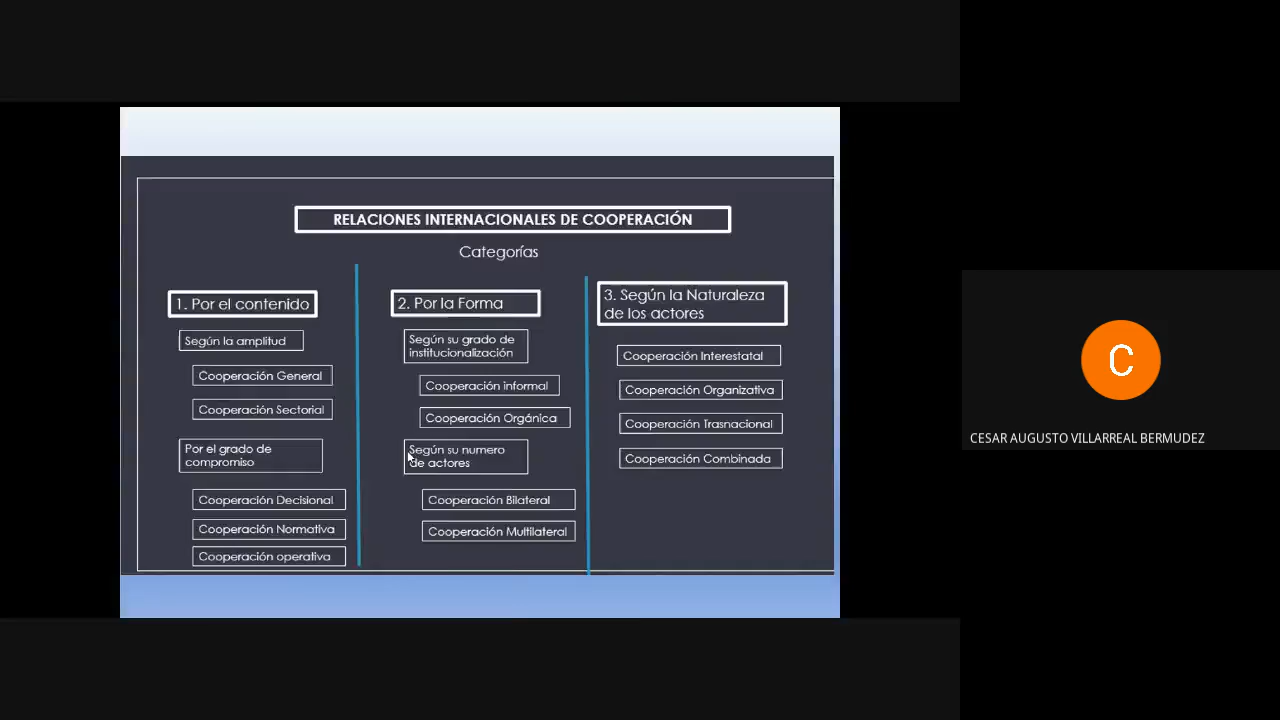 RELACIONES INTERNACIONALES DE COOPERACIÓN
Categorías
1. Por el contenido
Según la amplitud
Cooperación General
Cooperación Sectorial
Por el grado de
compromiso
Cooperación Decisional
Cooperación Normativa
Cooperación operativa
2. Por la Forma
Según su grado de
institucionalización
Cooperación informal
Cooperación Orgánica
Según su numero
de actores
Cooperación Bilateral
Cooperación Multilateral
3. Según la Naturaleza
de los actores
Cooperación Interestatal
Cooperación Organizativa
Cooperación Trasnacional
Cooperación Combinada
C
CESAR AUGUSTO VILLARREAL BERMUDEZ